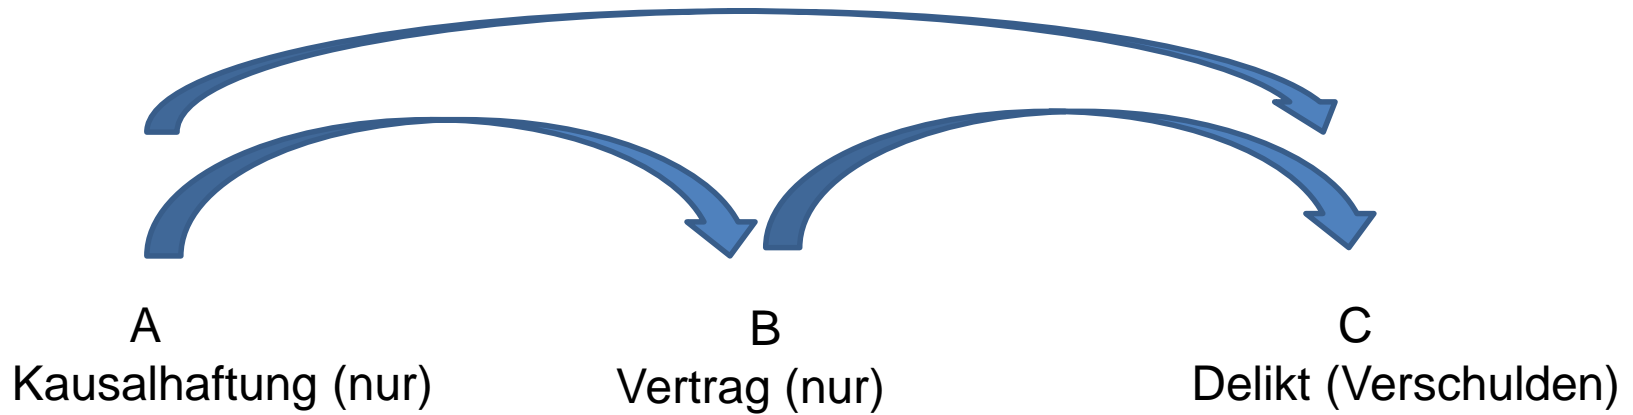 A
Kausalhaftung (nur)
B
Vertrag (nur)
C
Delikt (Verschulden)